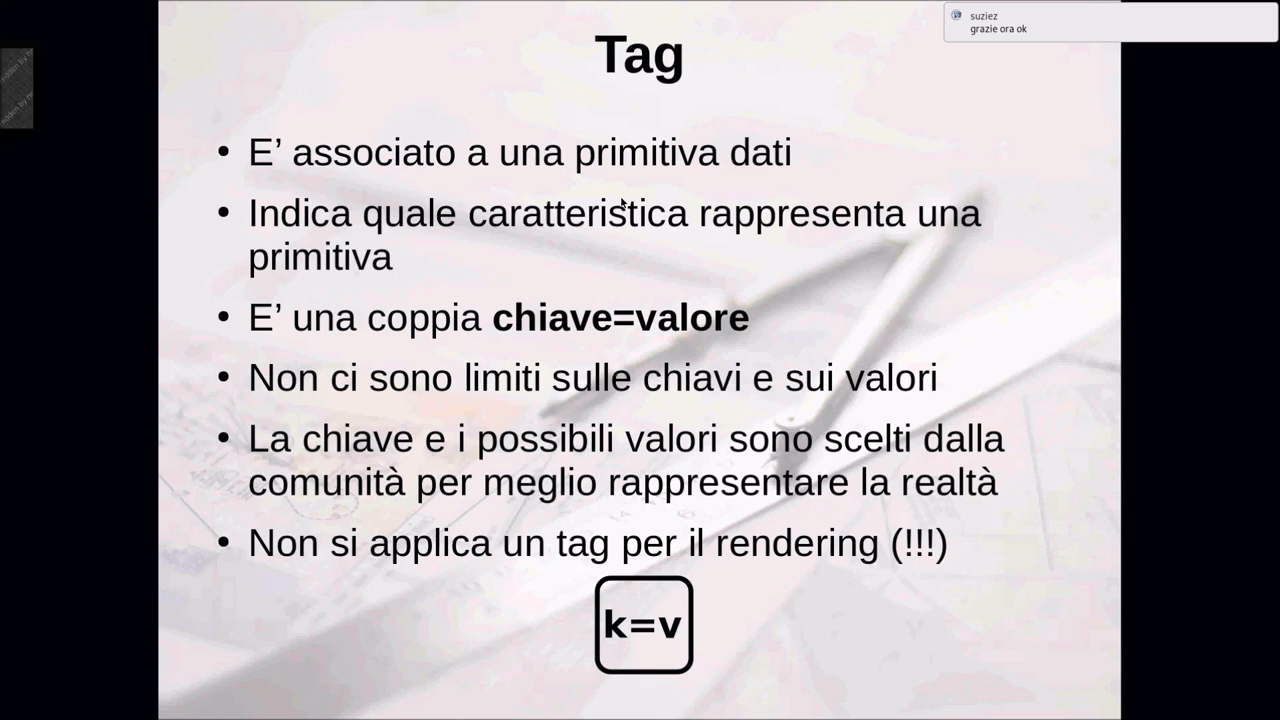 suziez
grazie ora ok
Tag
• E’ associato a una primitiva dati
• Indica quale caratteristica rappresenta una
primitiva
• E’ una coppia chiave=valore
• Non ci sono limiti sulle chiavi e sui valori
• La chiave e i possibili valori sono scelti dalla
comunità per meglio rappresentare la realtà
• Non si applica un tag per il rendering (!!!)
k=v